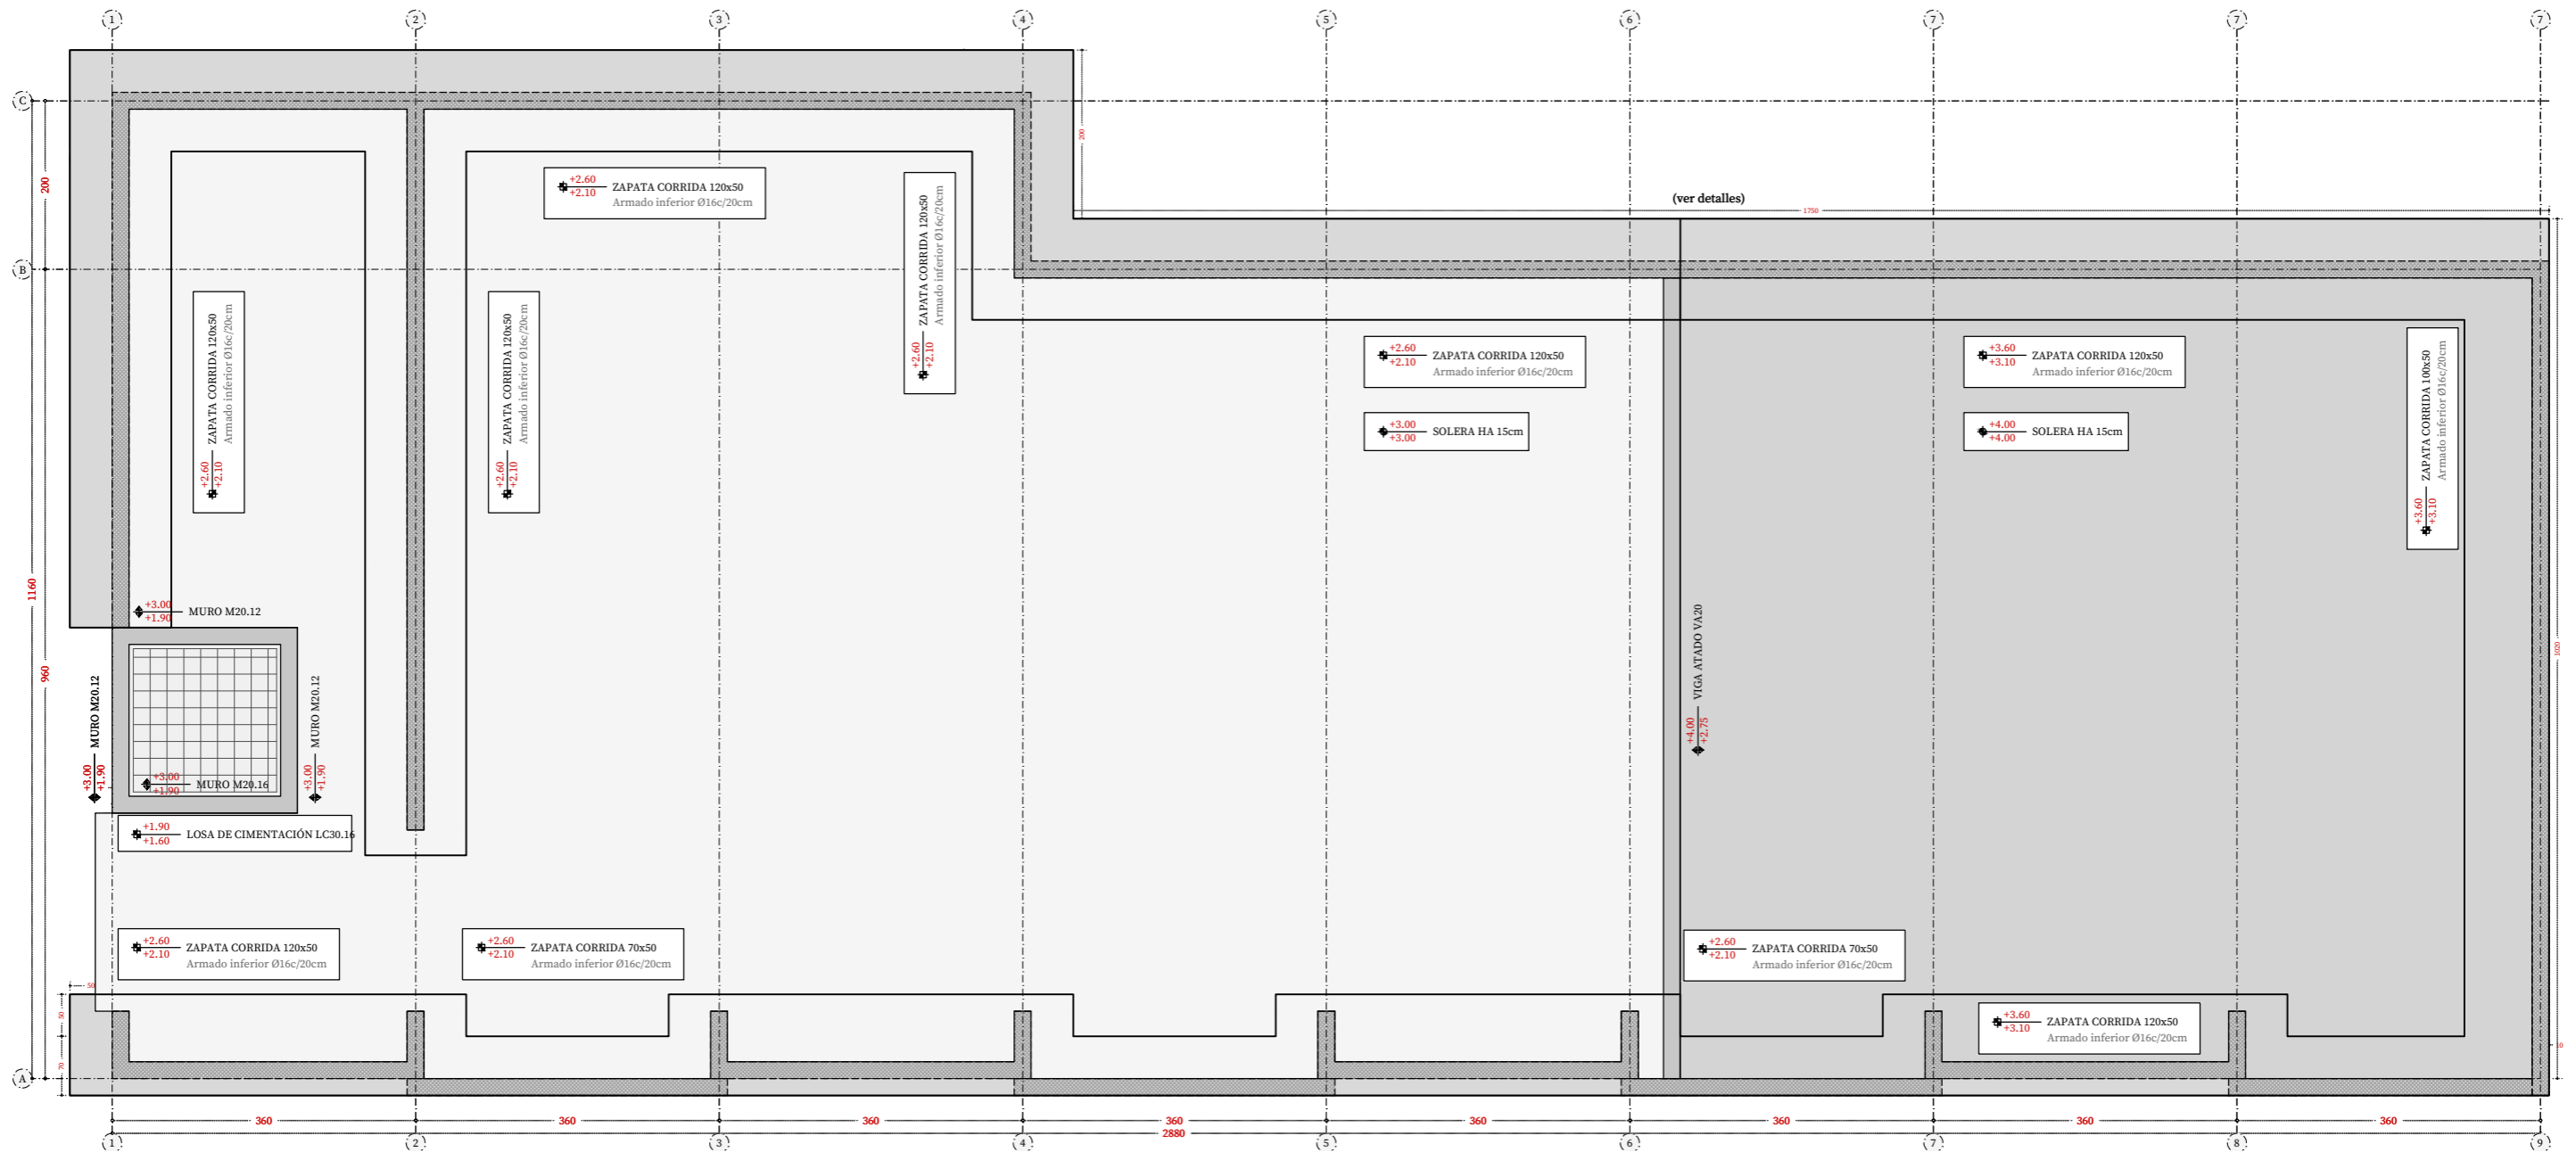 1 2 3 4 5 6 7 7 7
C
200
200
(ver detalles)
1750
+2.60
+2.10
ZAPATA CORRIDA 120x50
Armado inferior Ø16c/20cm
+2.60
+2.10
ZAPATA CORRIDA 120x50
Armado inferior Ø16c/20cm
B
+2.60
+2.10
ZAPATA CORRIDA 120x50
Armado inferior Ø16c/20cm
+2.60
+2.10
ZAPATA CORRIDA 120x50
Armado inferior Ø16c/20cm
+2.60
+2.10
ZAPATA CORRIDA 120x50
Armado inferior Ø16c/20cm
+3.60
+3.10
ZAPATA CORRIDA 120x50
Armado inferior Ø16c/20cm
+3.60
+3.10
ZAPATA CORRIDA 100x50
Armado inferior Ø16c/20cm
+3.00
+3.00
SOLERA HA 15cm
+4.00
+4.00
SOLERA HA 15cm
1160
960
1020
+3.00
+1.90
MURO M20.12
+3.00
+1.90
MURO M20.12
+3.00
+1.90
MURO M20.12
+4.00
+2.75
VIGA ATADO VA20
+3.00
+1.90
MURO M20.16
+1.90
+1.60
LOSA DE CIMENTACIÓN LC30.16
+2.60
+2.10
ZAPATA CORRIDA 120x50
Armado inferior Ø16c/20cm
+2.60
+2.10
ZAPATA CORRIDA 70x50
Armado inferior Ø16c/20cm
+2.60
+2.10
ZAPATA CORRIDA 70x50
Armado inferior Ø16c/20cm
50
50
+3.60
+3.10
ZAPATA CORRIDA 120x50
Armado inferior Ø16c/20cm
10
70
A
360 360 360 360 360 360 360 360
2880
1 2 3 4 5 6 7 8 9